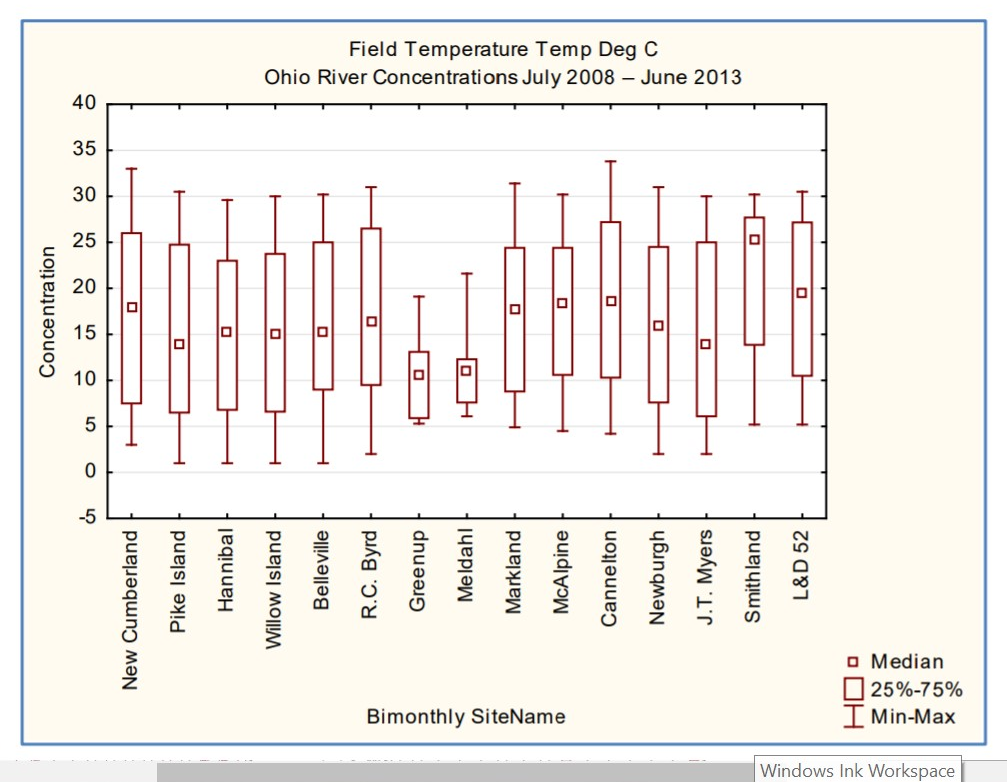 Field Temperature Temp Deg C
Ohio River Concentrations July 2008 – June 2013
40
35
30
25
20
15
10
5
0
-5
Concentration
New Cumberland
Pike Island
Hannibal
Willow Island
Belleville
R.C. Byrd
Greenup
Meldahl
Markland
McAlpine
Cannelton
Newburgh
J.T. Myers
Smithland
L&D 52
Bimonthly SiteName
Median
25%-75%
Min-Max
Windows Ink Workspace